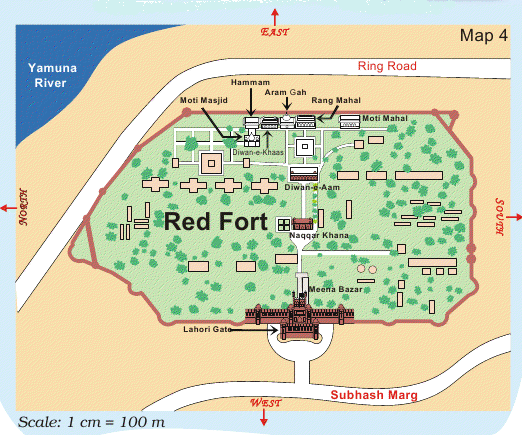 EAST
Map 4
Ring Road
Yamuna
River
Hammam
Aram Gah
Moti Masjid
Rang Mahal
Moti Mahal
Diwan-e-Khaas
Diwan-e-Aam
NORTH
SOUTH
Red Fort
Naqqar Khana
Meena Bazar
Lahori Gate
Subhash Marg
WEST
Scale: 1 cm = 100 m